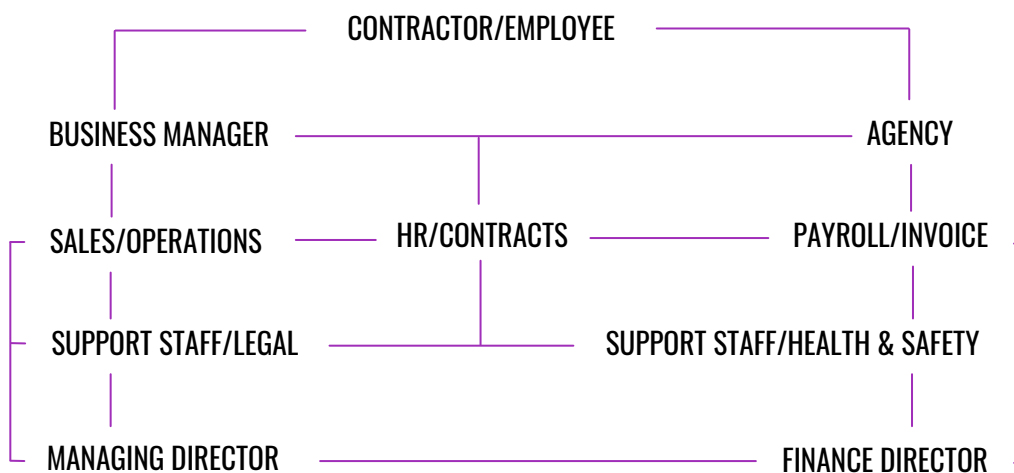 CONTRACTOR/EMPLOYEE
BUSINESS MANAGER
AGENCY
SALES/OPERATIONS
HR/CONTRACTS
PAYROLL/INVOICE
SUPPORT STAFF/LEGAL
SUPPORT STAFF/HEALTH & SAFETY
MANAGING DIRECTOR
FINANCE DIRECTOR